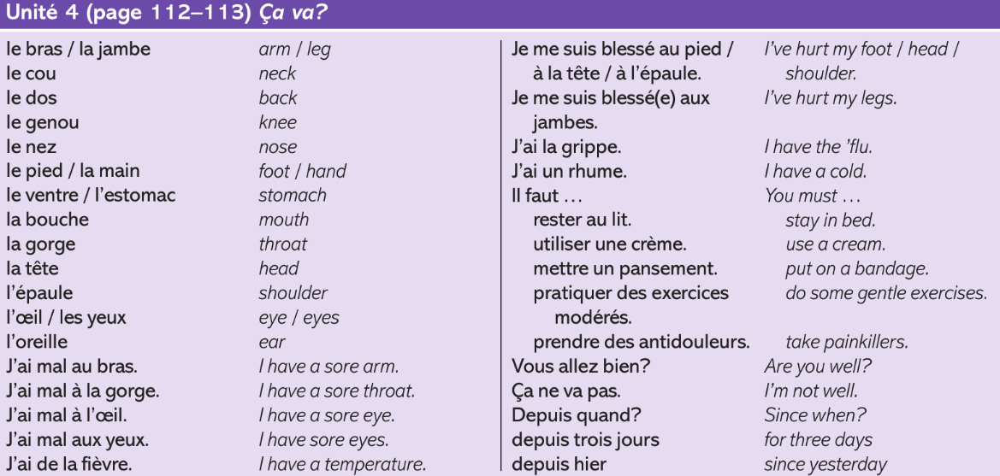 Unité 4 (page 112–113) Ça va?
le bras / la jambe arm / leg
le cou neck
le dos back
le genou knee
le nez nose
le pied / la main foot / hand
le ventre / l’estomac stomach
la bouche mouth
la gorge throat
la tête head
l’épaule shoulder
l’œil / les yeux eye / eyes
l’oreille ear
J’ai mal au bras. I have a sore arm.
J’ai mal à la gorge. I have a sore throat.
J’ai mal à l’œil. I have a sore eye.
J’ai mal aux yeux. I have sore eyes.
J’ai de la fièvre. I have a temperature.
Je me suis blessé au pied / I’ve hurt my foot / head /
à la tête / à l’épaule. shoulder.
Je me suis blessé(e) aux I’ve hurt my legs.
jambes.
J’ai la grippe. I have the ’flu.
J’ai un rhume. I have a cold.
Il faut … You must …
rester au lit. stay in bed.
utiliser une crème. use a cream.
mettre un pansement. put on a bandage.
pratiquer des exercices do some gentle exercises.
modérés.
prendre des antidouleurs. take painkillers.
Vous allez bien? Are you well?
Ça ne va pas. I’m not well.
Depuis quand? Since when?
depuis trois jours for three days
depuis hier since yesterday